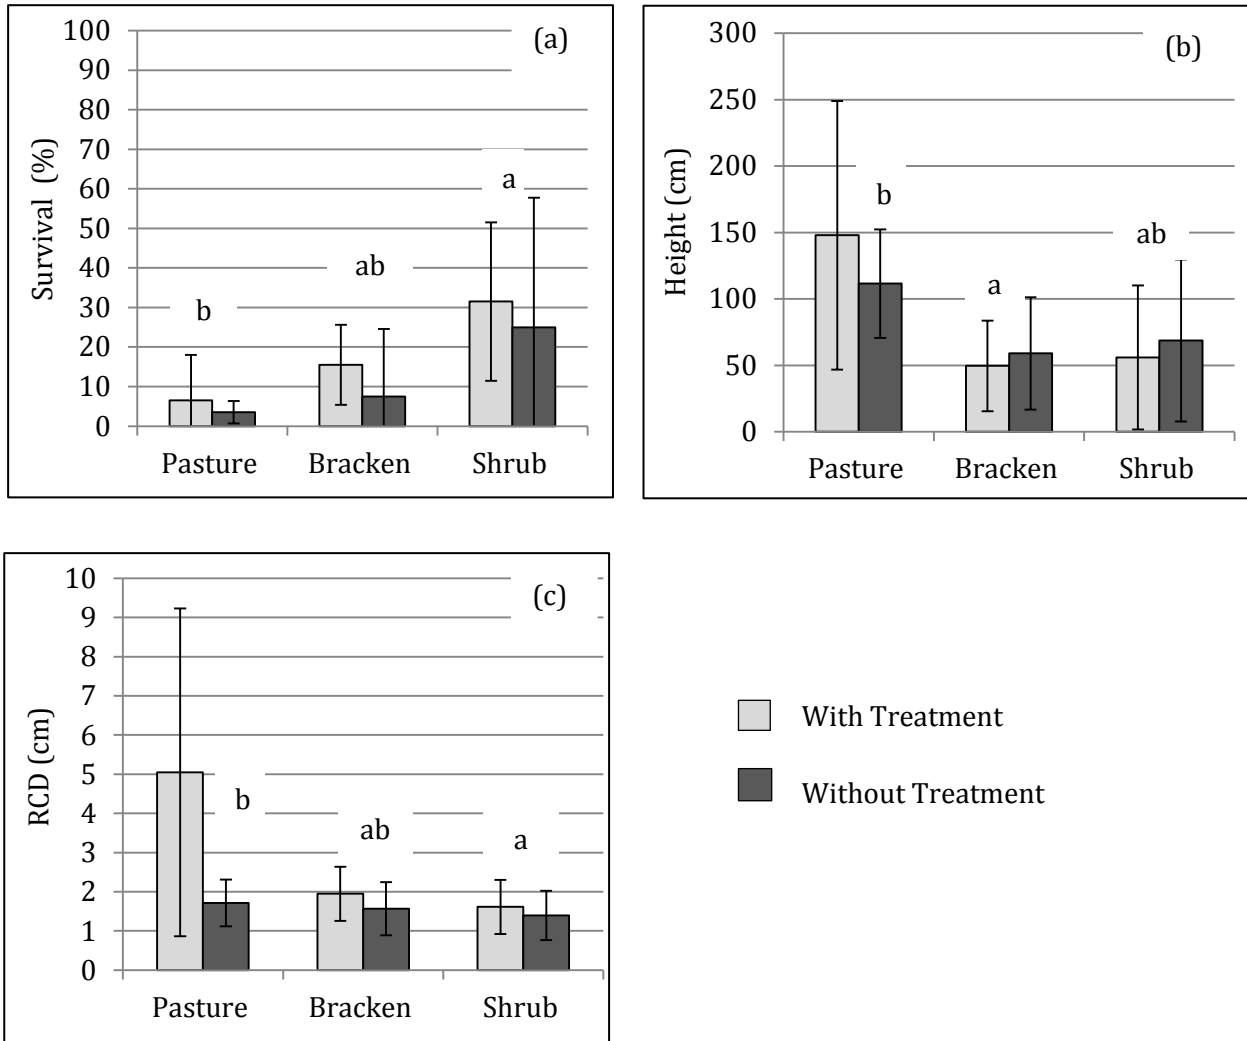 (a)
Survival (%)
100
90
80
70
60
50
40
30
20
10
0
b
ab
a
Pasture Bracken Shrub
(b)
Height (cm)
300
250
200
150
100
50
0
b
a
ab
Pasture Bracken Shrub
(c)
RCD (cm)
10
9
8
7
6
5
4
3
2
1
0
b
ab
a
Pasture Bracken Shrub
With Treatment
Without Treatment